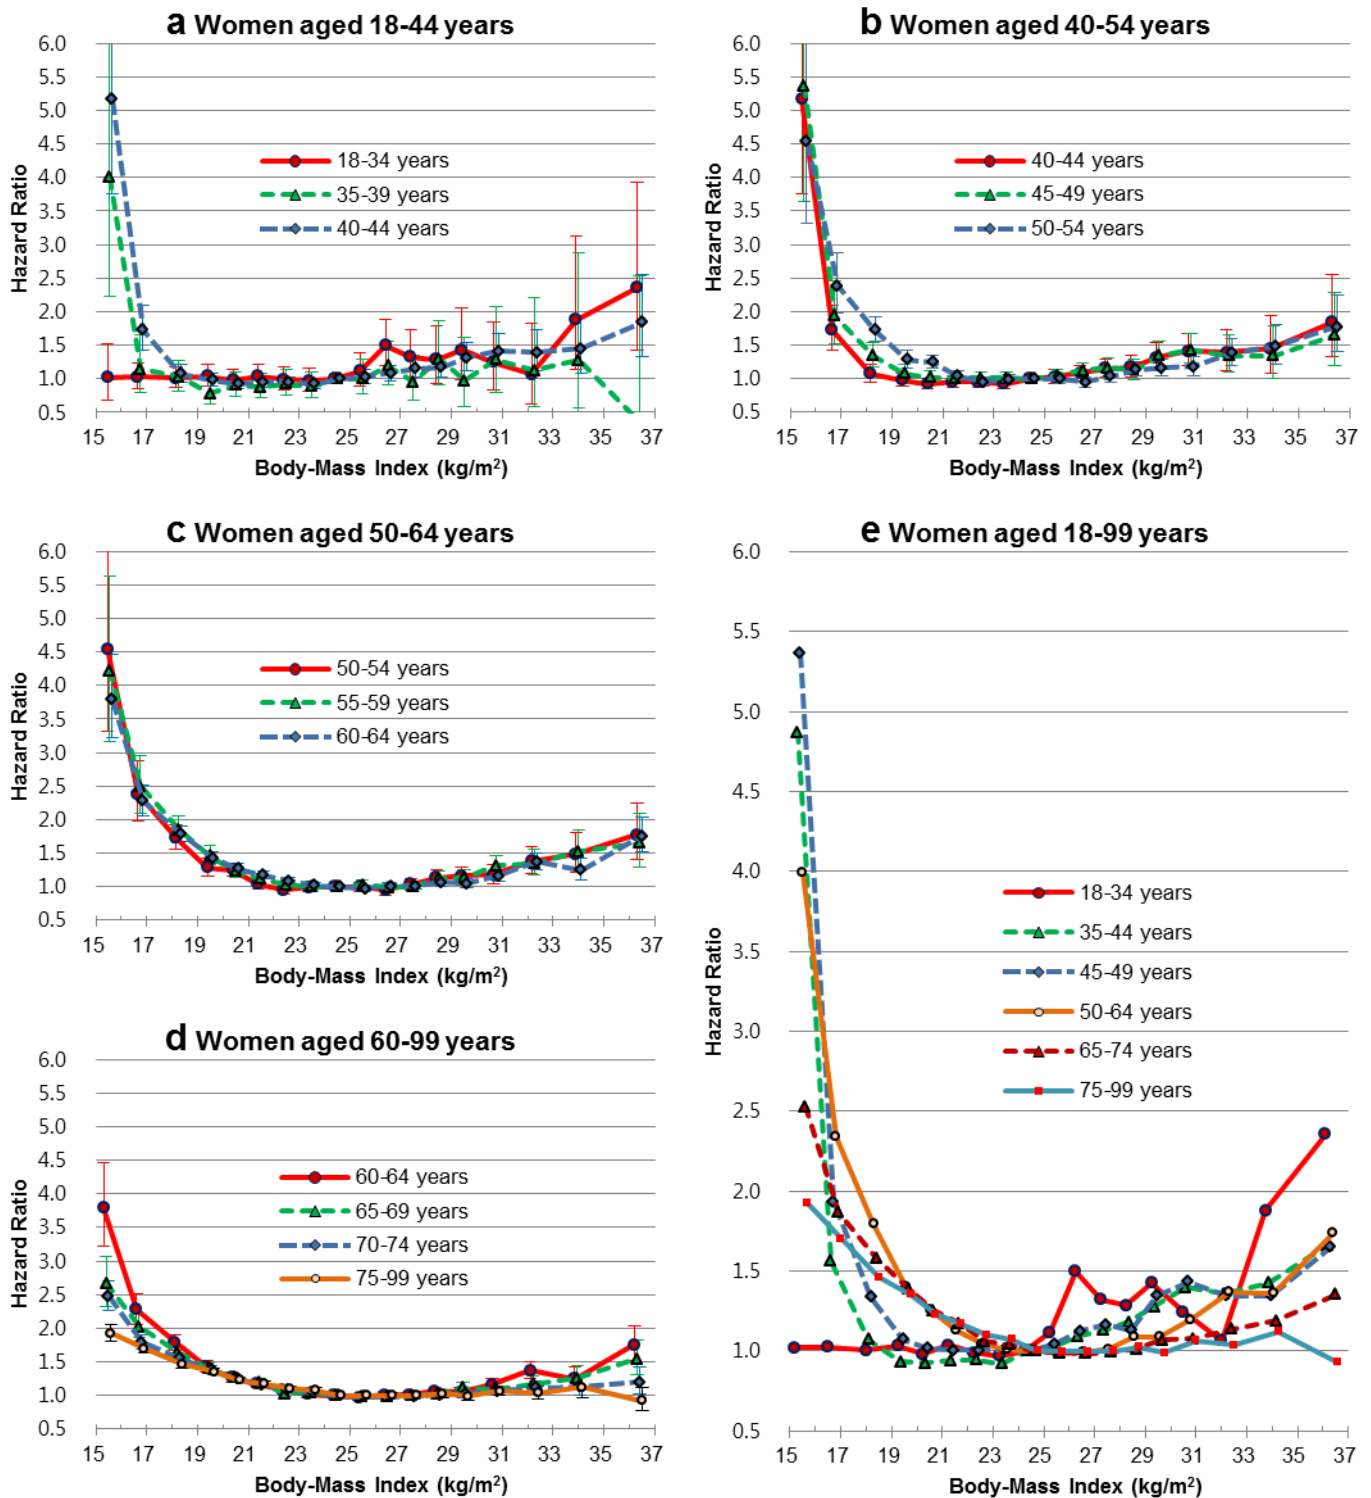 a Women aged 18-44 years
6.0
5.5
5.0
4.5
4.0
3.5
3.0
2.5
2.0
1.5
1.0
0.5
Hazard Ratio
18-34 years
35-39 years
40-44 years
15 17 19 21 23 25 27 29 31 33 35 37
Body-Mass Index (kg/m²)
b Women aged 40-54 years
6.0
5.5
5.0
4.5
4.0
3.5
3.0
2.5
2.0
1.5
1.0
0.5
Hazard Ratio
40-44 years
45-49 years
50-54 years
15 17 19 21 23 25 27 29 31 33 35 37
Body-Mass Index (kg/m²)
c Women aged 50-64 years
6.0
5.5
5.0
4.5
4.0
3.5
3.0
2.5
2.0
1.5
1.0
0.5
Hazard Ratio
50-54 years
55-59 years
60-64 years
15 17 19 21 23 25 27 29 31 33 35 37
Body-Mass Index (kg/m²)
d Women aged 60-99 years
6.0
5.5
5.0
4.5
4.0
3.5
3.0
2.5
2.0
1.5
1.0
0.5
Hazard Ratio
60-64 years
65-69 years
70-74 years
75-99 years
15 17 19 21 23 25 27 29 31 33 35 37
Body-Mass Index (kg/m²)
e Women aged 18-99 years
6.0
5.5
5.0
4.5
4.0
3.5
3.0
2.5
2.0
1.5
1.0
0.5
Hazard Ratio
18-34 years
35-44 years
45-49 years
50-64 years
65-74 years
75-99 years
15 17 19 21 23 25 27 29 31 33 35 37
Body-Mass Index (kg/m²)